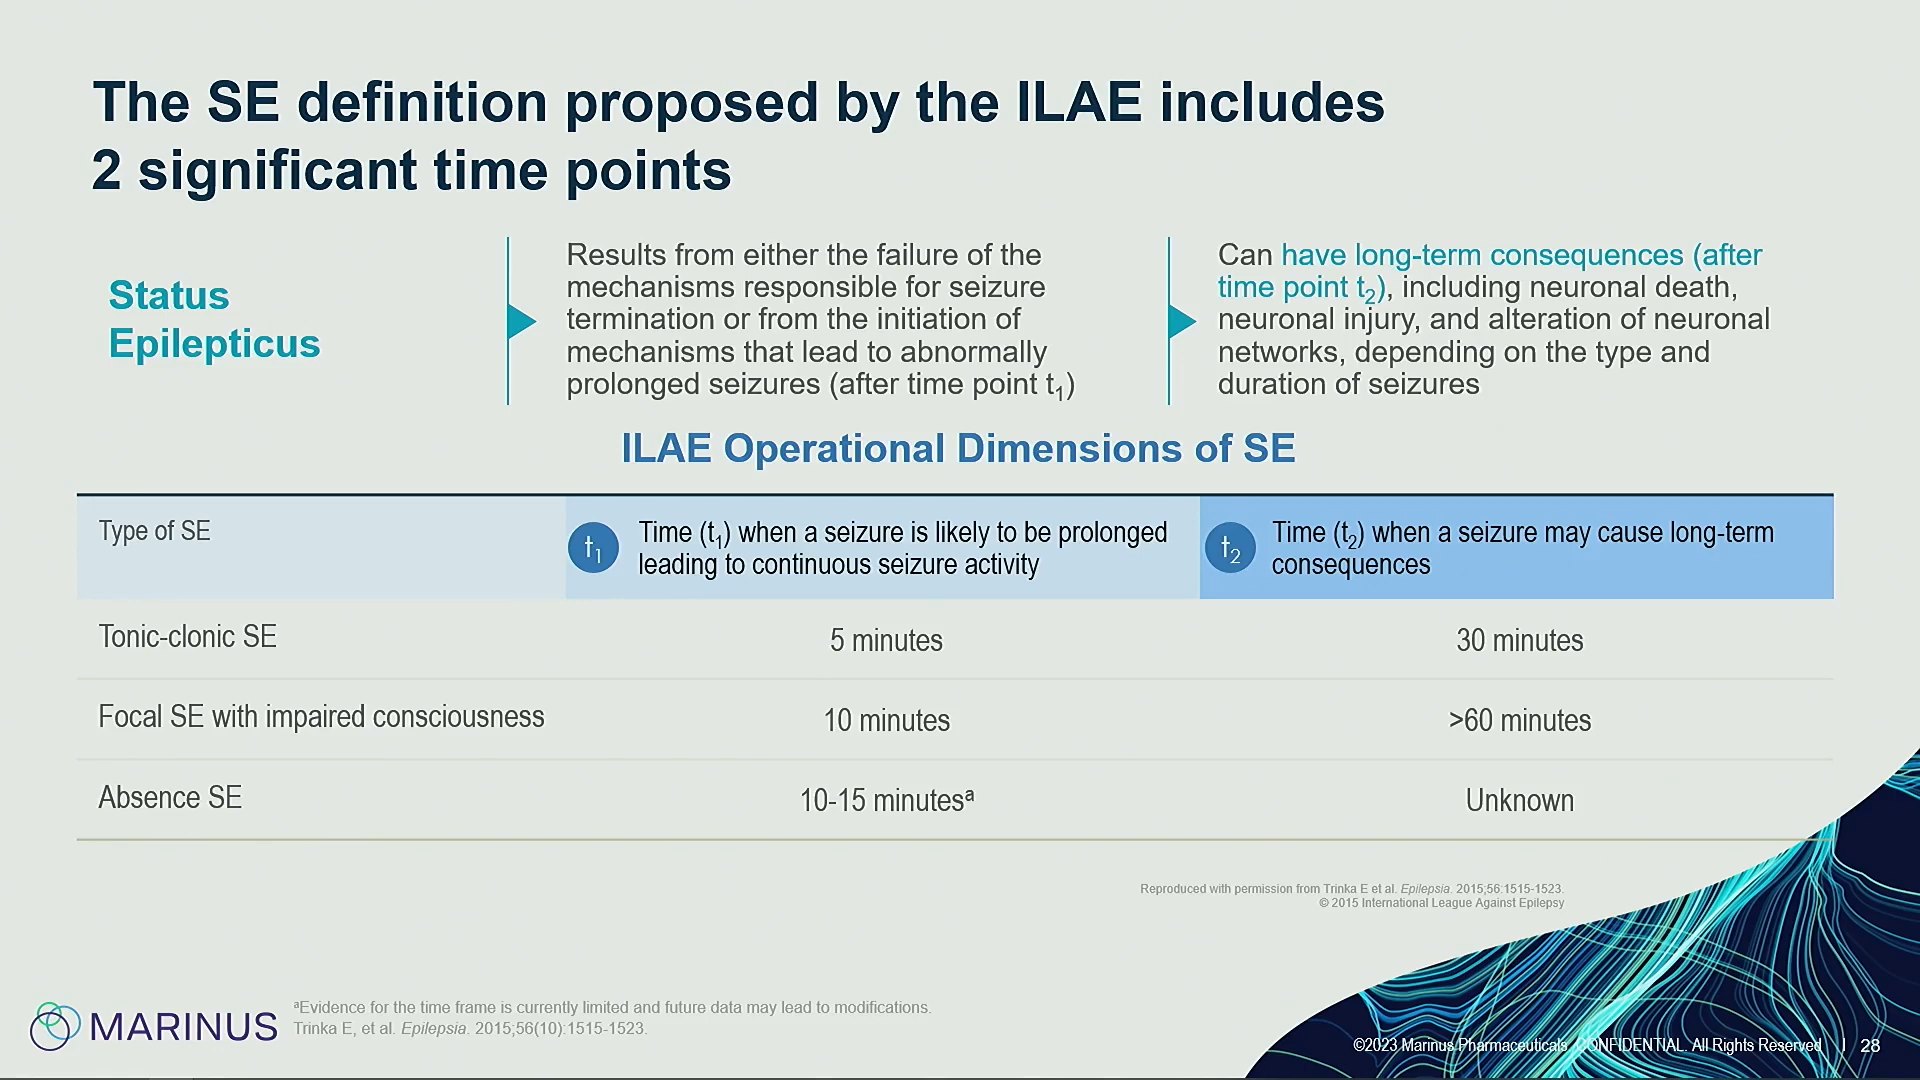 The SE definition proposed by the ILAE includes
2 significant time points
Status
Epilepticus
Results from either the failure of the
mechanisms responsible for seizure
termination or from the initiation of
mechanisms that lead to abnormally
prolonged seizures (after time point t₁)
Can have long-term consequences (after
time point t₂), including neuronal death,
neuronal injury, and alteration of neuronal
networks, depending on the type and
duration of seizures
ILAE Operational Dimensions of SE
Type of SE
t₁
Time (t₁) when a seizure is likely to be prolonged
leading to continuous seizure activity
t₂
Time (t₂) when a seizure may cause long-term
consequences
Tonic-clonic SE
5 minutes
30 minutes
Focal SE with impaired consciousness
10 minutes
>60 minutes
Absence SE
10-15 minutesᵃ
Unknown
Reproduced with permission from Trinka E et al. Epilepsia. 2015;56:1515-1523.
© 2015 International League Against Epilepsy
MARINUS
ᵃEvidence for the time frame is currently limited and future data may lead to modifications.
Trinka E, et al. Epilepsia. 2015;56(10):1515-1523.
©2023 Marinus Pharmaceuticals. CONFIDENTIAL. All Rights Reserved | 28